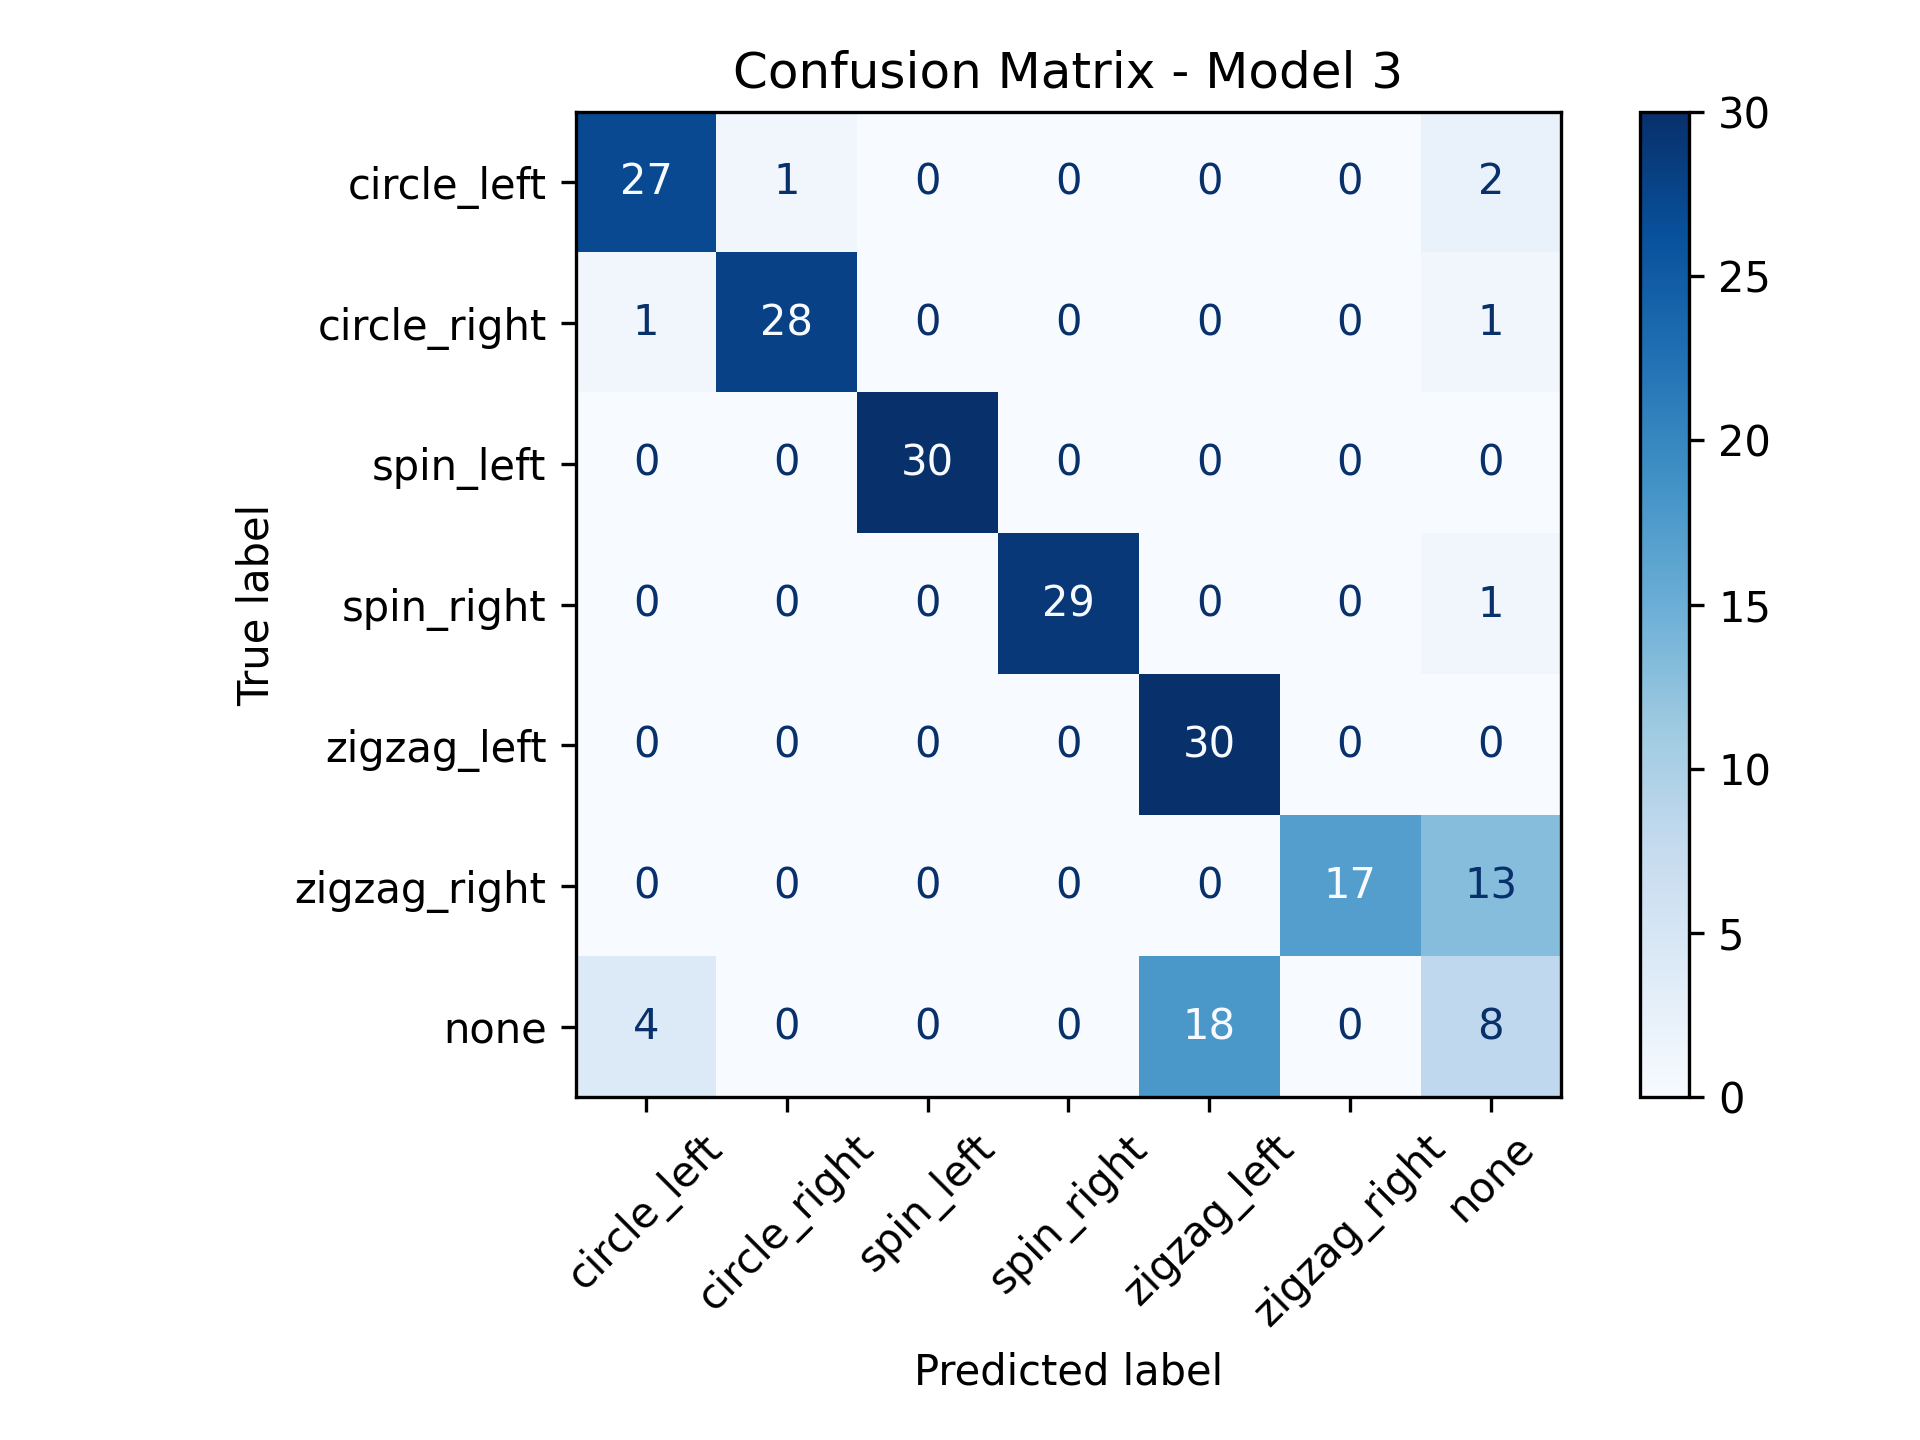 Confusion Matrix - Model 3
True label
circle_left 27 1 0 0 0 0 2
circle_right 1 28 0 0 0 0 1
spin_left 0 0 30 0 0 0 0
spin_right 0 0 0 29 0 0 1
zigzag_left 0 0 0 0 30 0 0
zigzag_right 0 0 0 0 0 17 13
none 4 0 0 0 18 0 8
circle_left circle_right spin_left spin_right zigzag_left zigzag_right none
Predicted label
30
25
20
15
10
5
0